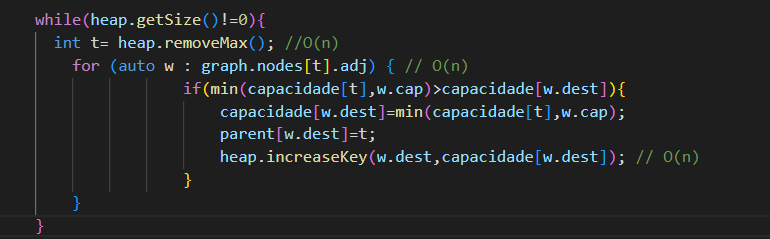 while(heap.getSize()!=0){
int t= heap.removeMax(); //O(n)
for (auto w : graph.nodes[t].adj) { // O(n)
if(min(capacidade[t],w.cap)>capacidade[w.dest]){
capacidade[w.dest]=min(capacidade[t],w.cap);
parent[w.dest]=t;
heap.increaseKey(w.dest,capacidade[w.dest]); // O(n)
}
}
}